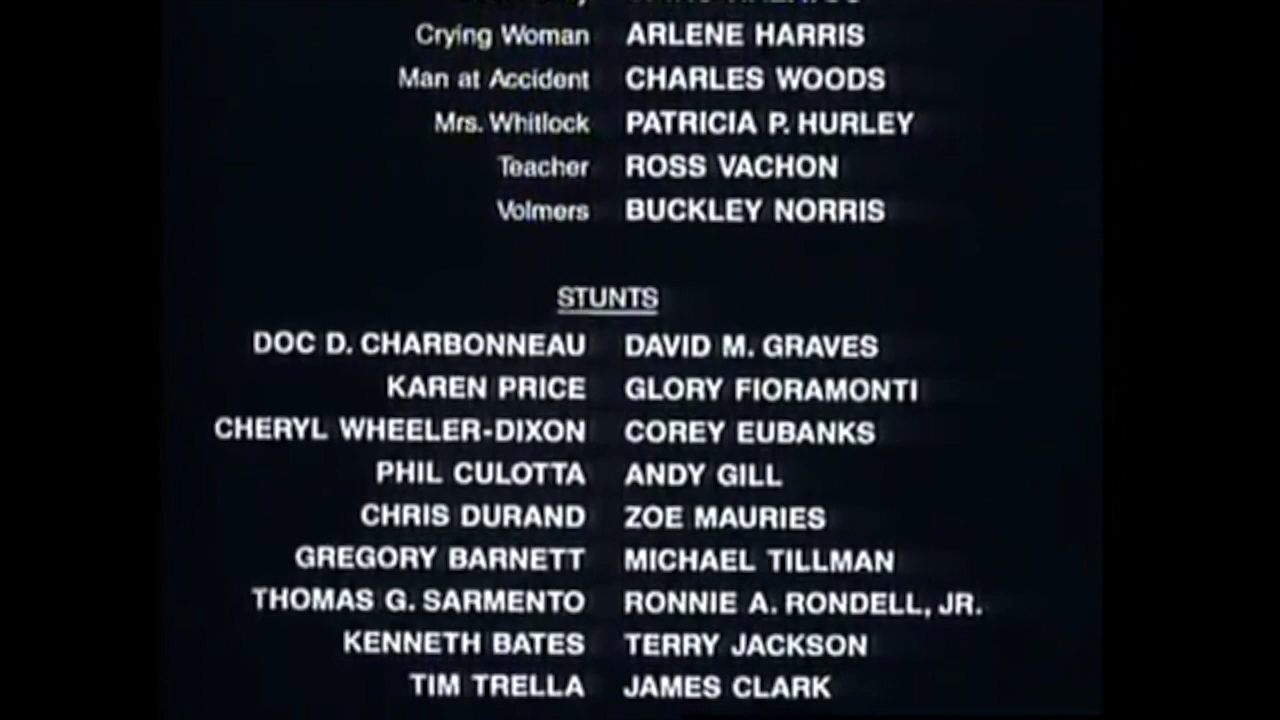 Crying Woman ARLENE HARRIS
Man at Accident CHARLES WOODS
Mrs. Whitlock PATRICIA P. HURLEY
Teacher ROSS VACHON
Volmers BUCKLEY NORRIS
STUNTS
DOC D. CHARBONNEAU DAVID M. GRAVES
KAREN PRICE GLORY FIORAMONTI
CHERYL WHEELER-DIXON COREY EUBANKS
PHIL CULOTTA ANDY GILL
CHRIS DURAND ZOE MAURIES
GREGORY BARNETT MICHAEL TILLMAN
THOMAS G. SARMENTO RONNIE A. RONDELL, JR.
KENNETH BATES TERRY JACKSON
TIM TRELLA JAMES CLARK